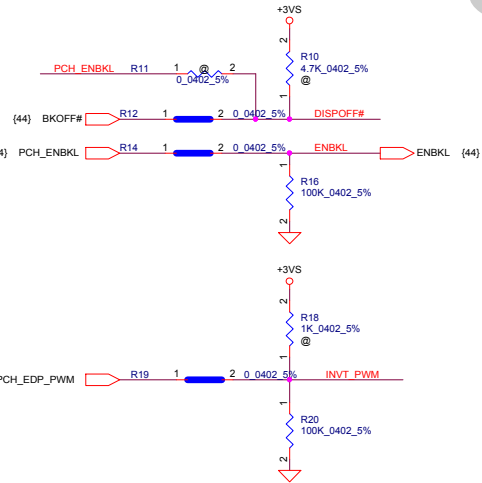 +3VS
2
R10
4.7K_0402_5%
@
1
PCH_ENBKL R11 1 @ 2
0_0402_5%
{44} BKOFF# R12 1 2 0_0402_5% DISPOFF#
4} PCH_ENBKL R14 1 2 0_0402_5% ENBKL ENBKL {44}
1
R16
100K_0402_5%
2
+3VS
2
R18
1K_0402_5%
@
1
PCH_EDP_PWM R19 1 2 0_0402_5% INVT_PWM
1
R20
100K_0402_5%
2